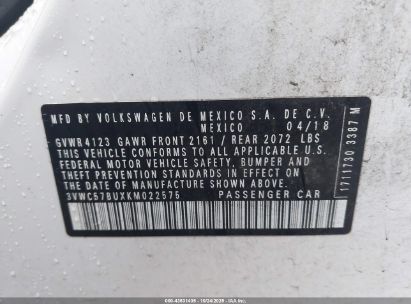 MFD BY VOLKSWAGEN DE MEXICO S.A. DE C.V.
MEXICO 04/18
GVWR 4123 GAWR FRONT 2161 / REAR 2072 LBS
THIS VEHICLE CONFORMS TO ALL APPLICABLE U.S.
FEDERAL MOTOR VEHICLE SAFETY, BUMPER AND
THEFT PREVENTION STANDARDS IN EFFECT ON
THE DATE OF MANUFACTURE SHOWN ABOVE.
3VWC57BUXKM022575 PASSENGER CAR
1711730 3387 M